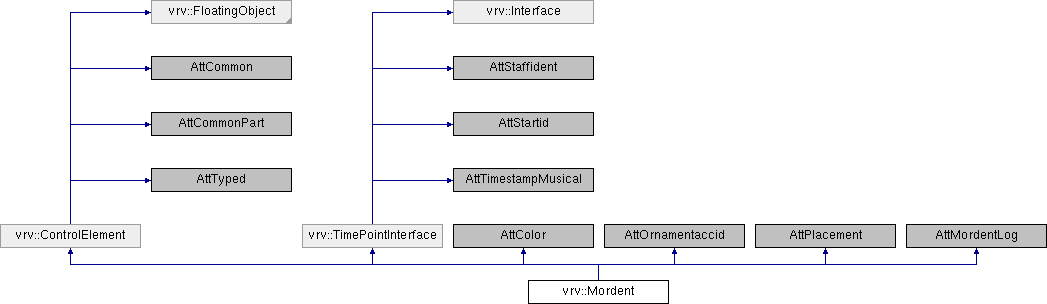 vrv::FloatingObject
vrv::Interface
AttCommon
AttStaffident
AttCommonPart
AttStartid
AttTyped
AttTimestampMusical
vrv::ControlElement
vrv::TimePointInterface
AttColor
AttOrnamentaccid
AttPlacement
AttMordentLog
vrv::Mordent